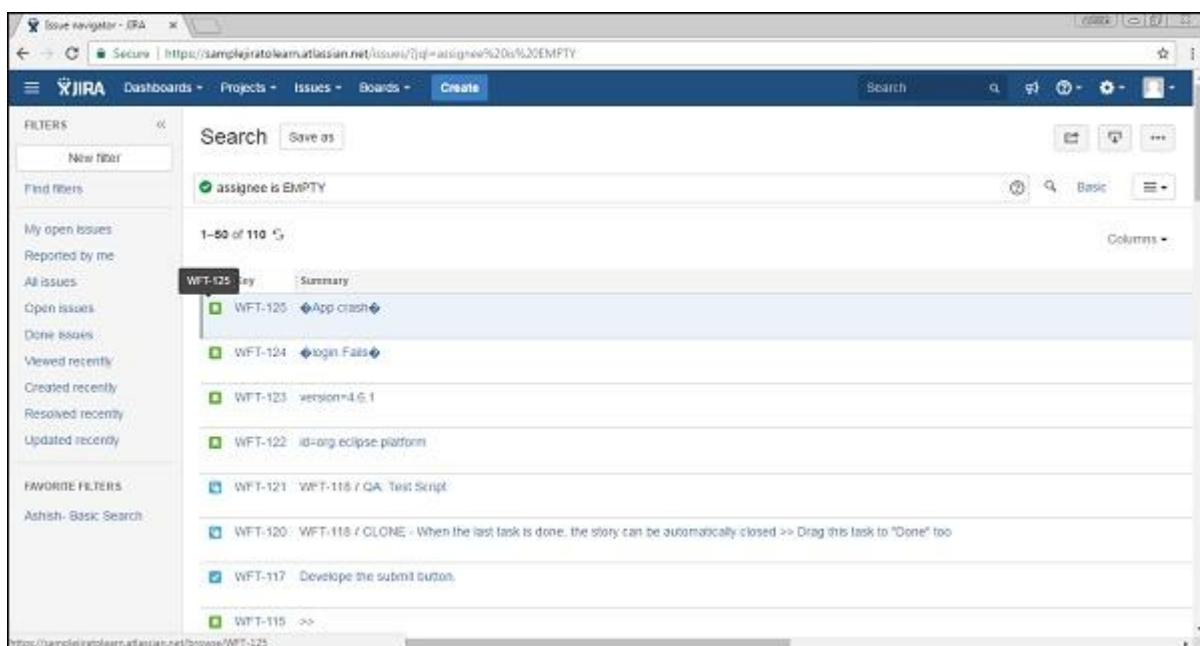 Issue navigator - JIRA
Secure | https://samplejiratolearn.atlassian.net/issues/?jql=assignee%20is%20EMPTY
JIRA Dashboards Projects Issues Boards Create Search
FILTERS
New filter
Find filters
My open issues
Reported by me
All issues
Open issues
Done issues
Viewed recently
Created recently
Resolved recently
Updated recently
FAVORITE FILTERS
Ashish- Basic Search
Search Save as
assignee is EMPTY Basic
1–50 of 110
Columns
WFT-125 ey Summary
WFT-125 �App crash�
WFT-124 �login Fails�
WFT-123 version=4.6.1
WFT-122 id=org.eclipse.platform
WFT-121 WFT-118 / QA: Test Script
WFT-120 WFT-118 / CLONE - When the last task is done, the story can be automatically closed >> Drag this task to "Done" too
WFT-117 Develope the submit button.
WFT-115 >>
https://samplejiratolearn.atlassian.net/browse/WFT-125